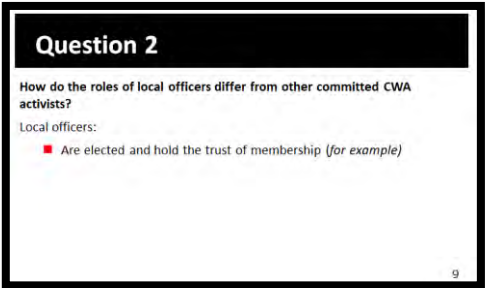 Question 2
How do the roles of local officers differ from other committed CWA
activists?
Local officers:
Are elected and hold the trust of membership (for example)
9